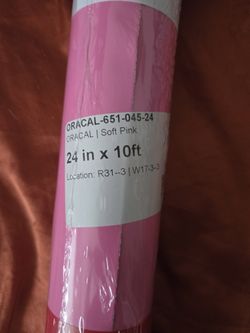 ORACAL-651-045-24
ORACAL | Soft Pink
24 in x 10ft
Location: R31--3 | W17-3-3